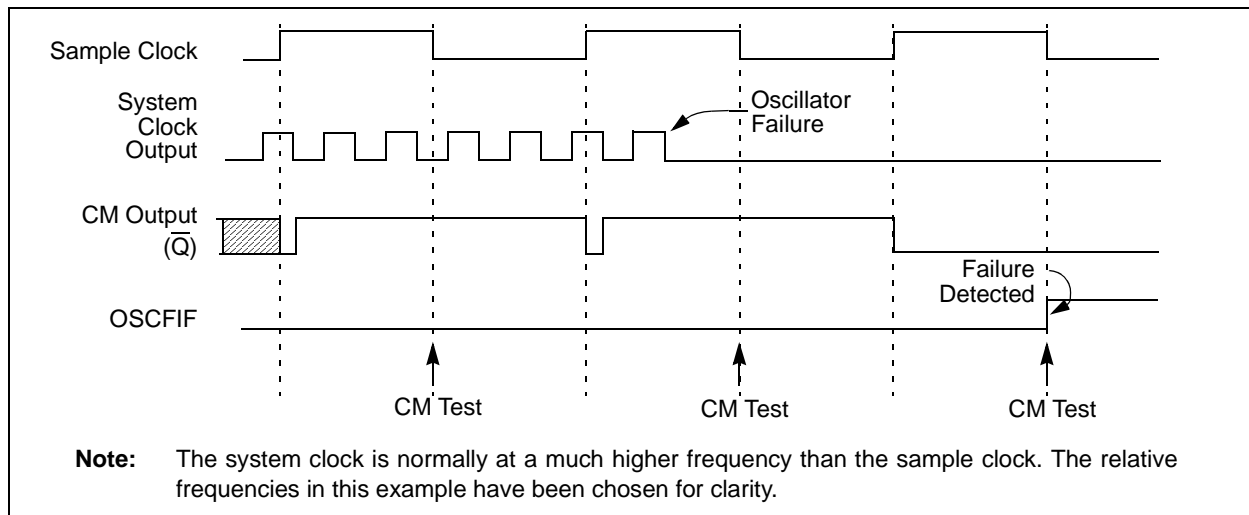 Sample Clock
System
Clock
Output
Oscillator
Failure
CM Output
(Q̅)
Failure
Detected
OSCFIF
CM Test
CM Test
CM Test
Note: The system clock is normally at a much higher frequency than the sample clock. The relative
frequencies in this example have been chosen for clarity.